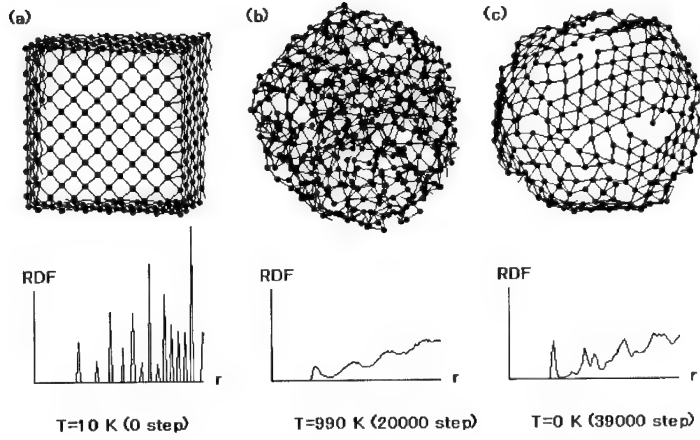 (a)
(b)
(c)
RDF
r
RDF
r
RDF
r
T=10 K (0 step)
T=990 K (20000 step)
T=0 K (39000 step)